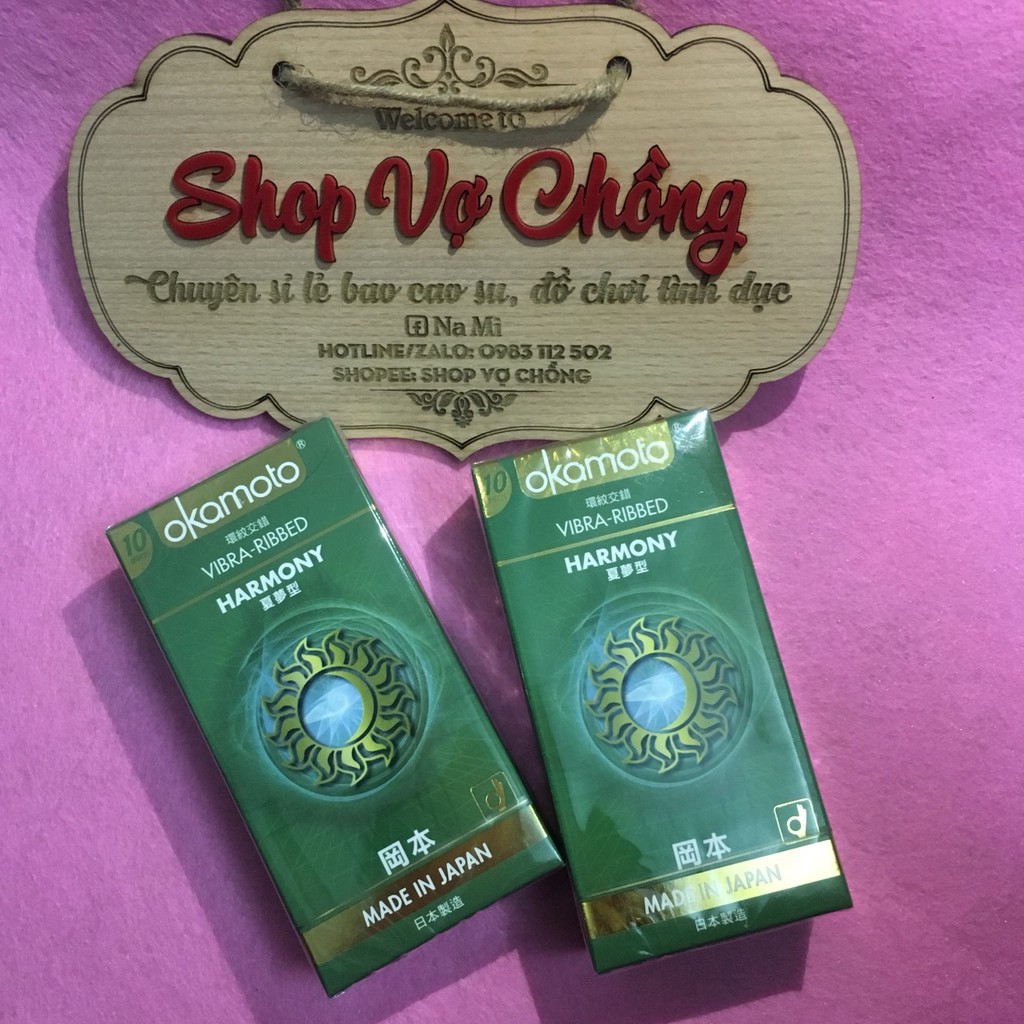 Welcome to
Shop Vợ Chồng
Chuyên sỉ lẻ bao cao su, đồ chơi tình dục
Na Mì
HOTLINE/ZALO: 0983 112 502
SHOPEE: SHOP VỢ CHỒNG
10
okamoto®
環紋交錯
VIBRA-RIBBED
HARMONY
夏夢型
岡本
MADE IN JAPAN
日本製造
10
okamoto®
環紋交錯
VIBRA-RIBBED
HARMONY
夏夢型
岡本
MADE IN JAPAN
日本製造